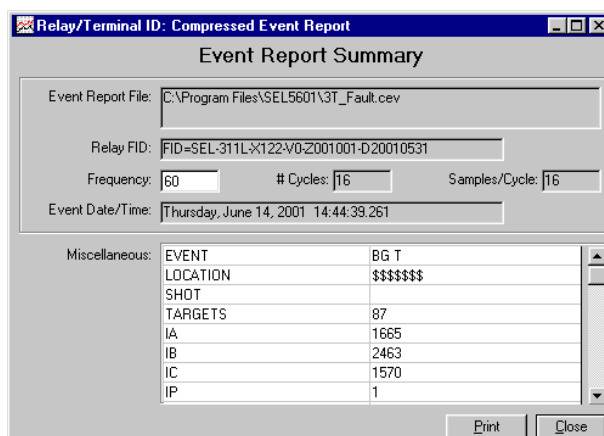 Relay/Terminal ID: Compressed Event Report
Event Report Summary
Event Report File: C:\Program Files\SEL5601\3T_Fault.cev
Relay FID: FID=SEL-311L-X122-V0-Z001001-D20010531
Frequency: 60 # Cycles: 16 Samples/Cycle: 16
Event Date/Time: Thursday, June 14, 2001 14:44:39.261
Miscellaneous: EVENT BG T
LOCATION $$$$$$$
SHOT
TARGETS 87
IA 1665
IB 2463
IC 1570
IP 1
Print Close